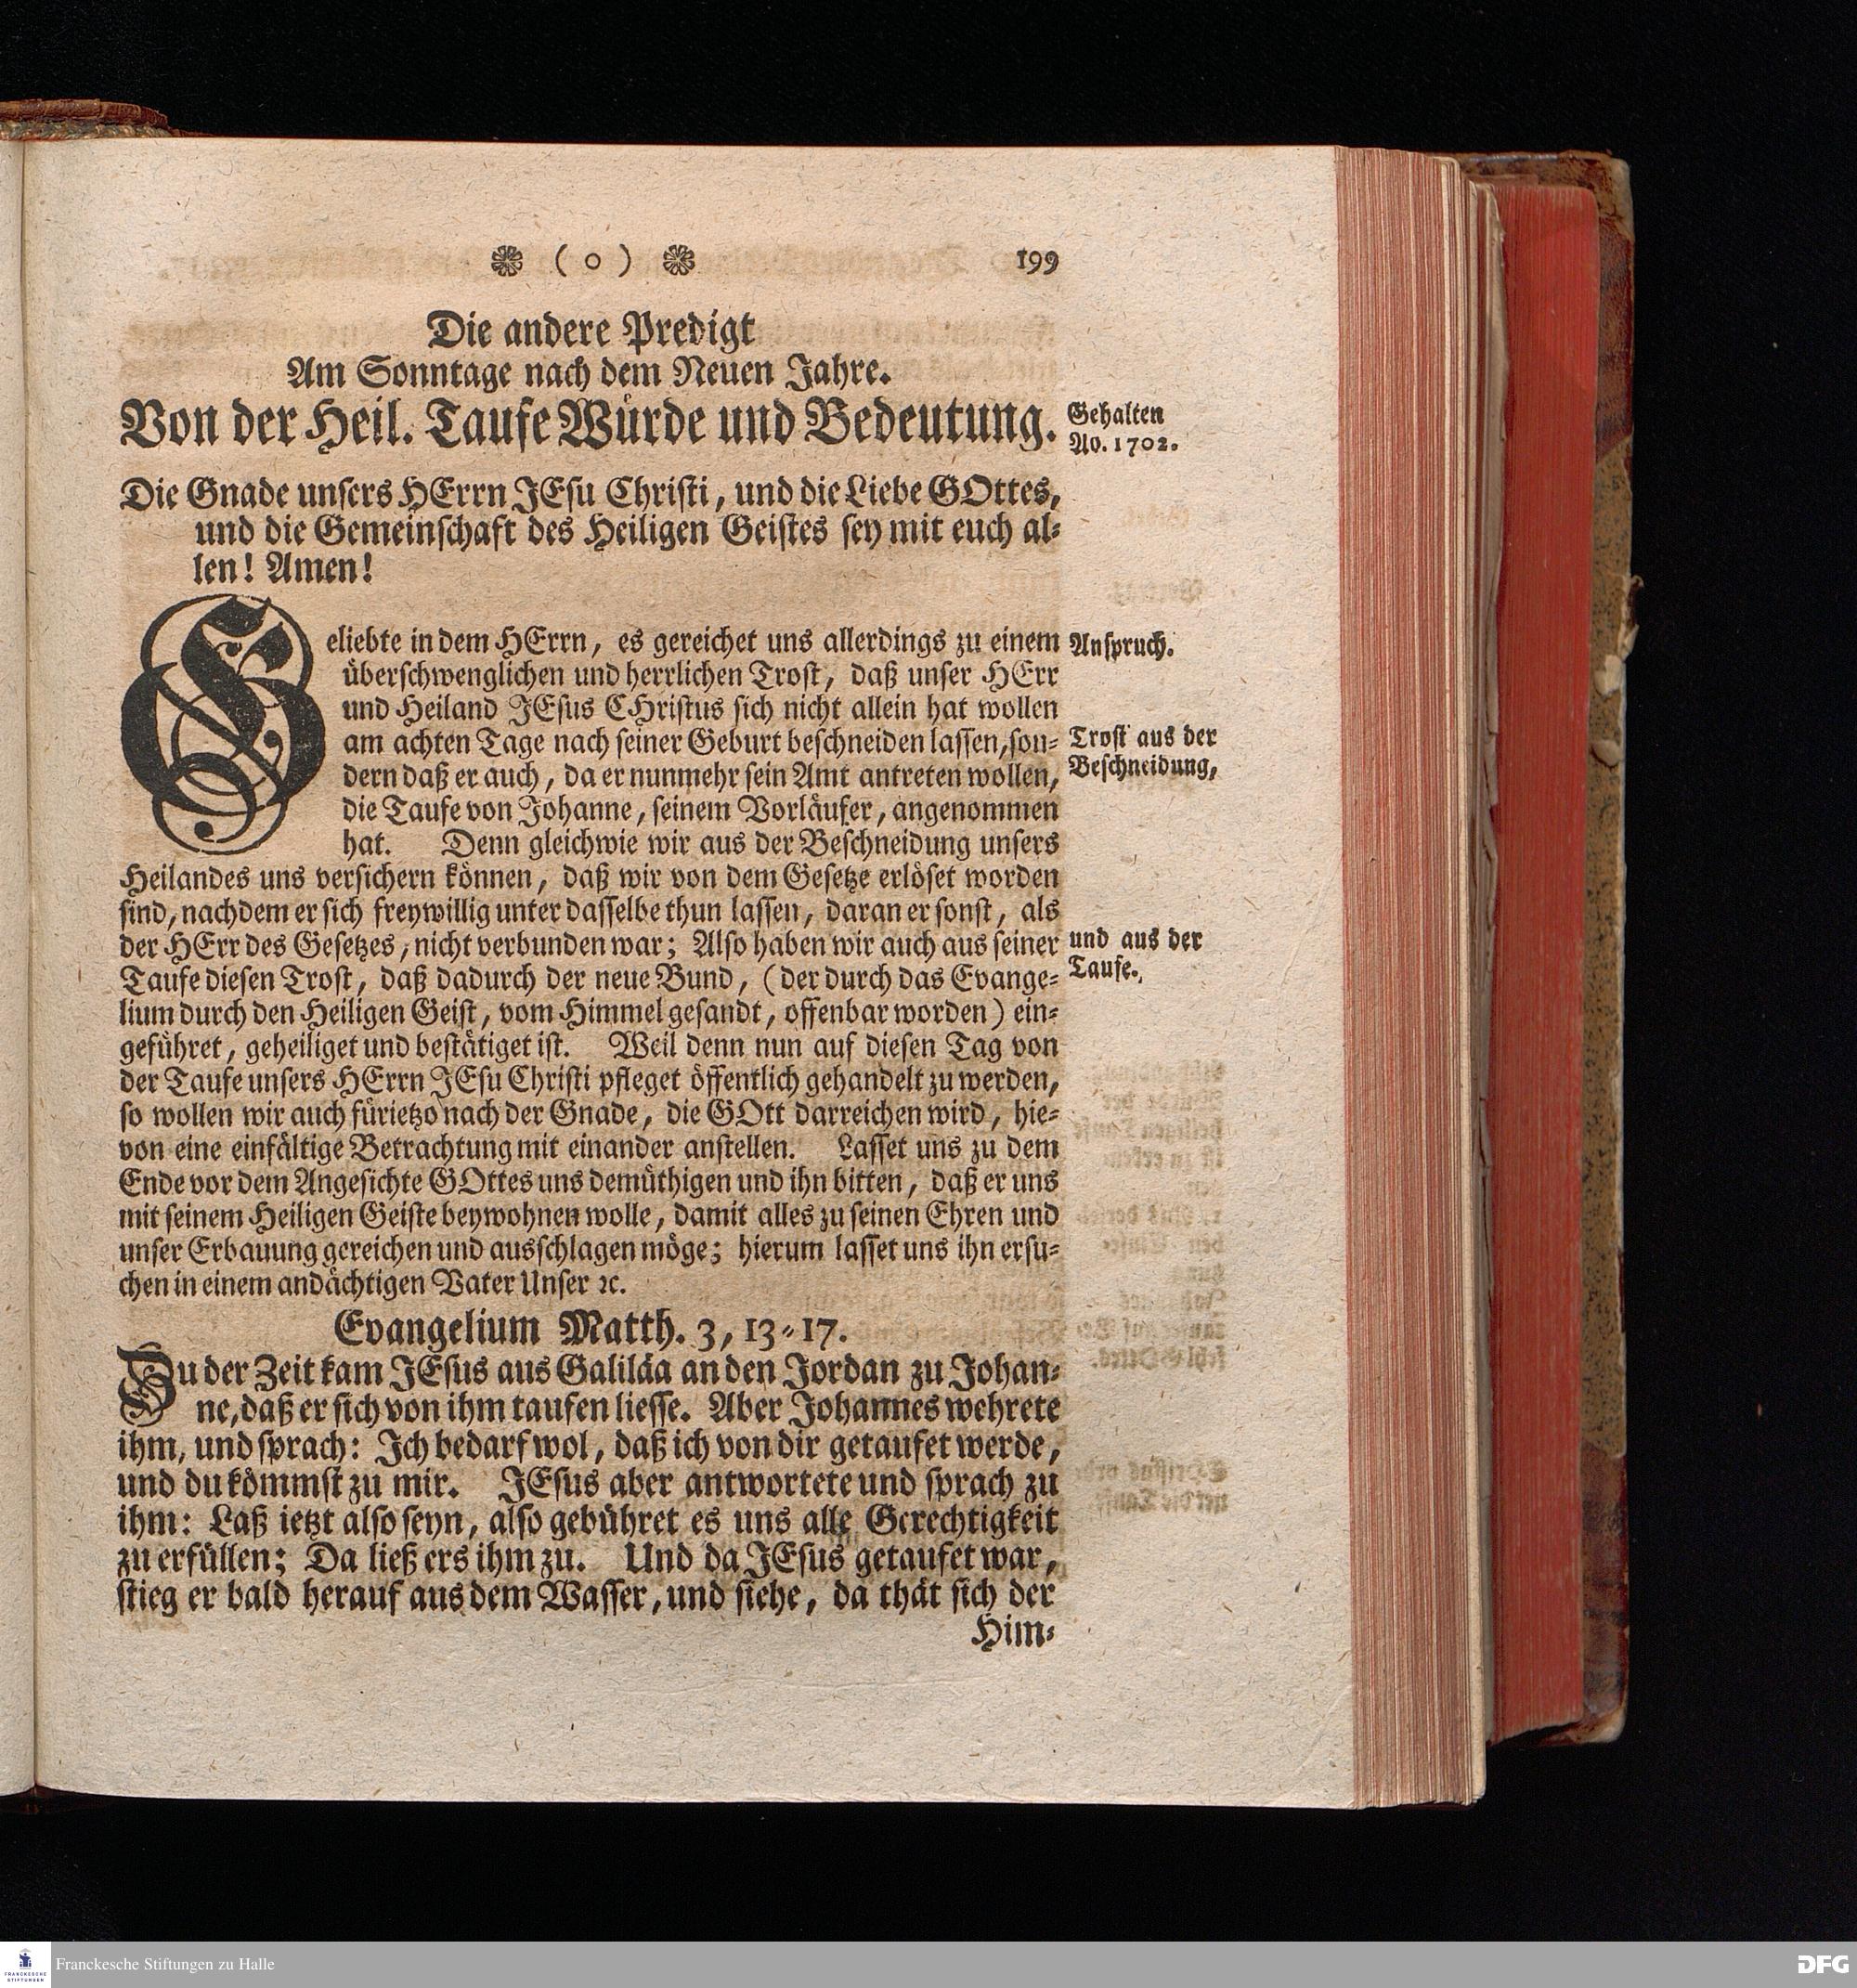 ❁ ( o ) ❁ 199
Die andere Predigt
Am Sonntage nach dem Neuen Jahre.
Von der Heil. Taufe Würde und Bedeutung.
Gehalten
Ao. 1702.
Die Gnade unsers HErrn JEsu Christi, und die Liebe GOttes,
und die Gemeinschaft des Heiligen Geistes sey mit euch al-
len! Amen!
Geliebte in dem HErrn, es gereichet uns allerdings zu einem
Anspruch.
überschwenglichen und herrlichen Trost, daß unser HErr
und Heiland JEsus CHristus sich nicht allein hat wollen
am achten Tage nach seiner Geburt beschneiden lassen, son-
Trost aus der
Beschneidung,
dern daß er auch, da er nunmehr sein Amt antreten wollen,
die Taufe von Johanne, seinem Vorläufer, angenommen
hat. Denn gleichwie wir aus der Beschneidung unsers
Heilandes uns versichern können, daß wir von dem Gesetze erlöset worden
sind, nachdem er sich freywillig unter dasselbe thun lassen, daran er sonst, als
der HErr des Gesetzes, nicht verbunden war; Also haben wir auch aus seiner
und aus der
Taufe.
Taufe diesen Trost, daß dadurch der neue Bund, (der durch das Evange-
lium durch den Heiligen Geist, vom Himmel gesandt, offenbar worden) ein-
geführet, geheiliget und bestätiget ist. Weil denn nun auf diesen Tag von
der Taufe unsers HErrn JEsu Christi pfleget öffentlich gehandelt zu werden,
so wollen wir auch fürietzo nach der Gnade, die GOtt darreichen wird, hie-
von eine einfältige Betrachtung mit einander anstellen. Lasset uns zu dem
Ende vor dem Angesichte GOttes uns demüthigen und ihn bitten, daß er uns
mit seinem Heiligen Geiste beywohnen wolle, damit alles zu seinen Ehren und
unser Erbauung gereichen und ausschlagen möge; hierum lasset uns ihn ersu-
chen in einem andächtigen Vater Unser ꝛc.
Evangelium Matth. 3, 13-17.
Zu der Zeit kam JEsus aus Galiläa an den Jordan zu Johan-
ne, daß er sich von ihm taufen liesse. Aber Johannes wehrete
ihm, und sprach: Ich bedarf wol, daß ich von dir getaufet werde,
und du kömmst zu mir. JEsus aber antwortete und sprach zu
ihm: Laß ietzt also seyn, also gebühret es uns alle Gerechtigkeit
zu erfüllen; Da ließ ers ihm zu. Und da JEsus getaufet war,
stieg er bald herauf aus dem Wasser, und siehe, da thät sich der
Him-
FRANCKESCHE
STIFTUNGEN
Franckesche Stiftungen zu Halle
DFG